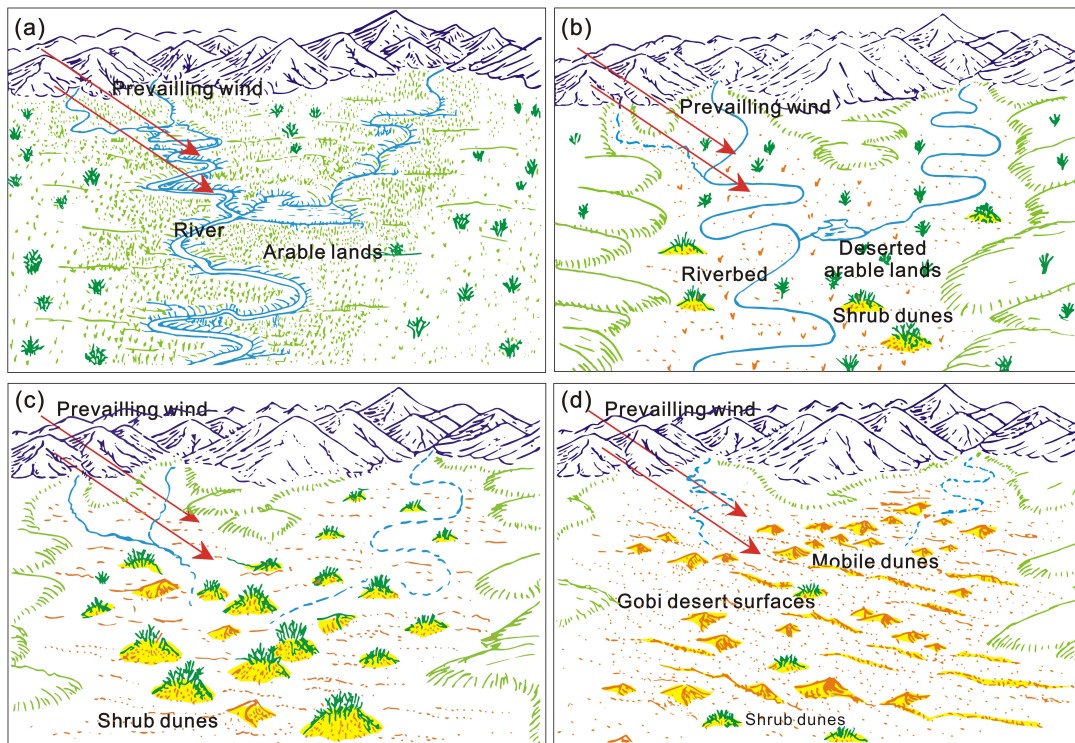 (a)
Prevailling wind
River
Arable lands
(b)
Prevailling wind
Riverbed
Deserted
arable lands
Shrub dunes
(c)
Prevailling wind
Shrub dunes
(d)
Prevailling wind
Mobile dunes
Gobi desert surfaces
Shrub dunes